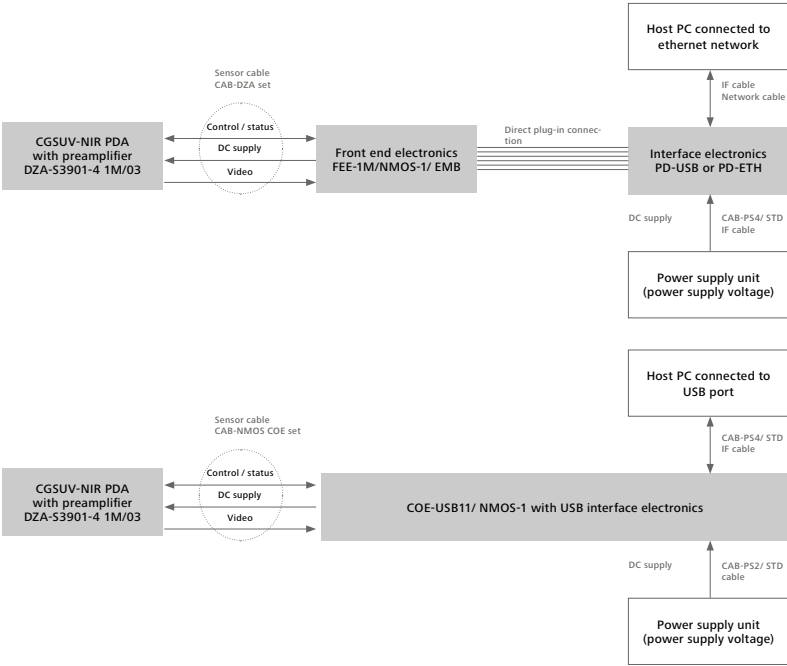 Host PC connected to
ethernet network
Sensor cable
CAB-DZA set
IF cable
Network cable
CGSUV-NIR PDA
with preamplifier
DZA-S3901-4 1M/03
Control / status
DC supply
Video
Front end electronics
FEE-1M/NMOS-1/ EMB
Direct plug-in connec-
tion
Interface electronics
PD-USB or PD-ETH
DC supply
CAB-PS4/ STD
IF cable
Power supply unit
(power supply voltage)
Host PC connected to
USB port
Sensor cable
CAB-NMOS COE set
CAB-PS4/ STD
IF cable
CGSUV-NIR PDA
with preamplifier
DZA-S3901-4 1M/03
Control / status
DC supply
Video
COE-USB11/ NMOS-1 with USB interface electronics
DC supply
CAB-PS2/ STD
cable
Power supply unit
(power supply voltage)